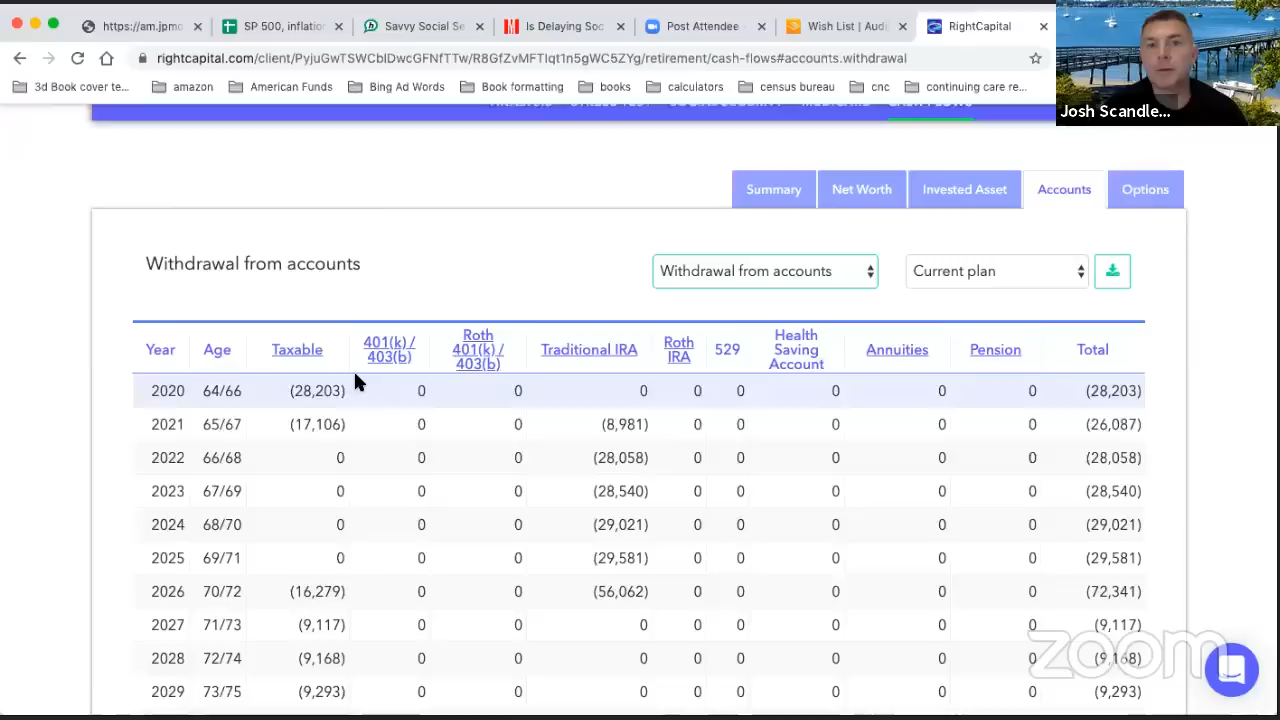 https://am.jpmo
SP 500, inflation
Savvy Social Se
Is Delaying Soc
Post Attendee
Wish List | Audi
RightCapital
rightcapital.com/client/PyjuGwTSWCbIDws3FNfTTw/R8GfZvMFTlql1n5gWC5ZYg/retirement/cash-flows#accounts.withdrawal
3d Book cover te... amazon American Funds Bing Ad Words Book formatting books calculators census bureau cnc continuing care re...
Josh Scandle...
Summary Net Worth Invested Asset Accounts Options
Withdrawal from accounts
Withdrawal from accounts
Current plan
Year Age Taxable 401(k) / 403(b) Roth 401(k) / 403(b) Traditional IRA Roth IRA 529 Health Saving Account Annuities Pension Total
2020 64/66 (28,203) 0 0 0 0 0 0 0 0 (28,203)
2021 65/67 (17,106) 0 0 (8,981) 0 0 0 0 0 (26,087)
2022 66/68 0 0 0 (28,058) 0 0 0 0 0 (28,058)
2023 67/69 0 0 0 (28,540) 0 0 0 0 0 (28,540)
2024 68/70 0 0 0 (29,021) 0 0 0 0 0 (29,021)
2025 69/71 0 0 0 (29,581) 0 0 0 0 0 (29,581)
2026 70/72 (16,279) 0 0 (56,062) 0 0 0 0 0 (72,341)
2027 71/73 (9,117) 0 0 0 0 0 0 0 0 (9,117)
2028 72/74 (9,168) 0 0 0 0 0 0 0 0 (9,168)
2029 73/75 (9,293) 0 0 0 0 0 0 0 0 (9,293)
zoom